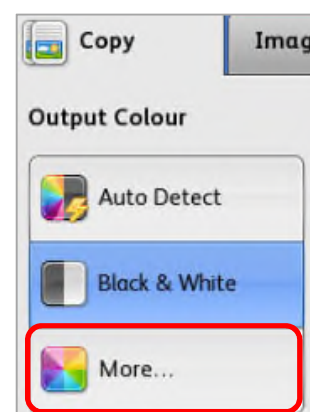 Copy
Imag
Output Colour
Auto Detect
Black & White
More...